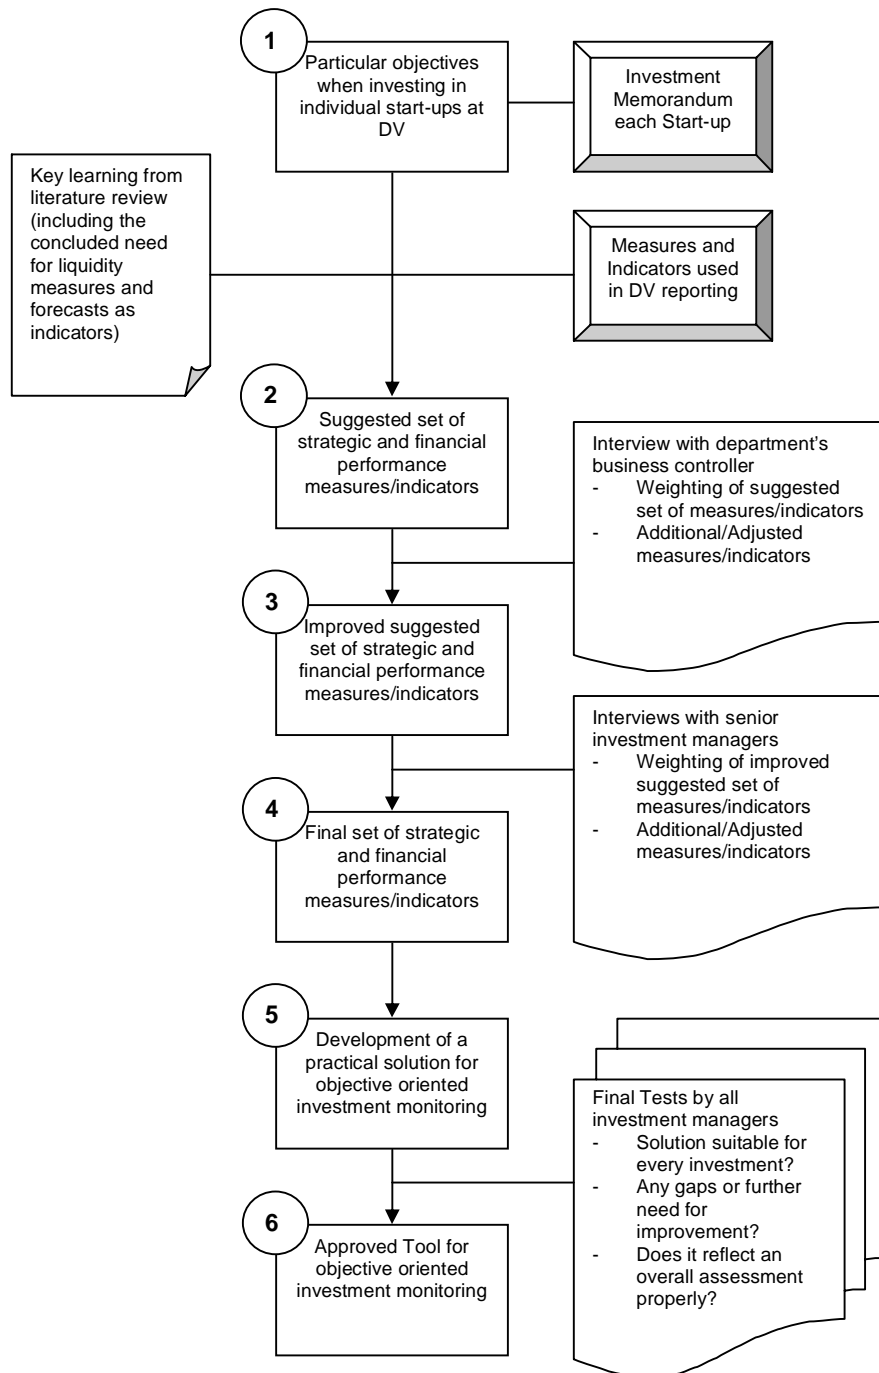 1
Particular objectives
when investing in
individual start-ups at
DV
Investment
Memorandum
each Start-up
Key learning from
literature review
(including the
concluded need
for liquidity
measures and
forecasts as
indicators)
Measures and
Indicators used
in DV reporting
2
Suggested set of
strategic and financial
performance
measures/indicators
Interview with department's
business controller
- Weighting of suggested
set of measures/indicators
- Additional/Adjusted
measures/indicators
3
Improved suggested
set of strategic and
financial performance
measures/indicators
Interviews with senior
investment managers
- Weighting of improved
suggested set of
measures/indicators
- Additional/Adjusted
measures/indicators
4
Final set of strategic
and financial
performance
measures/indicators
5
Development of a
practical solution for
objective oriented
investment monitoring
Final Tests by all
investment managers
- Solution suitable for
every investment?
- Any gaps or further
need for
improvement?
- Does it reflect an
overall assessment
properly?
6
Approved Tool for
objective oriented
investment monitoring